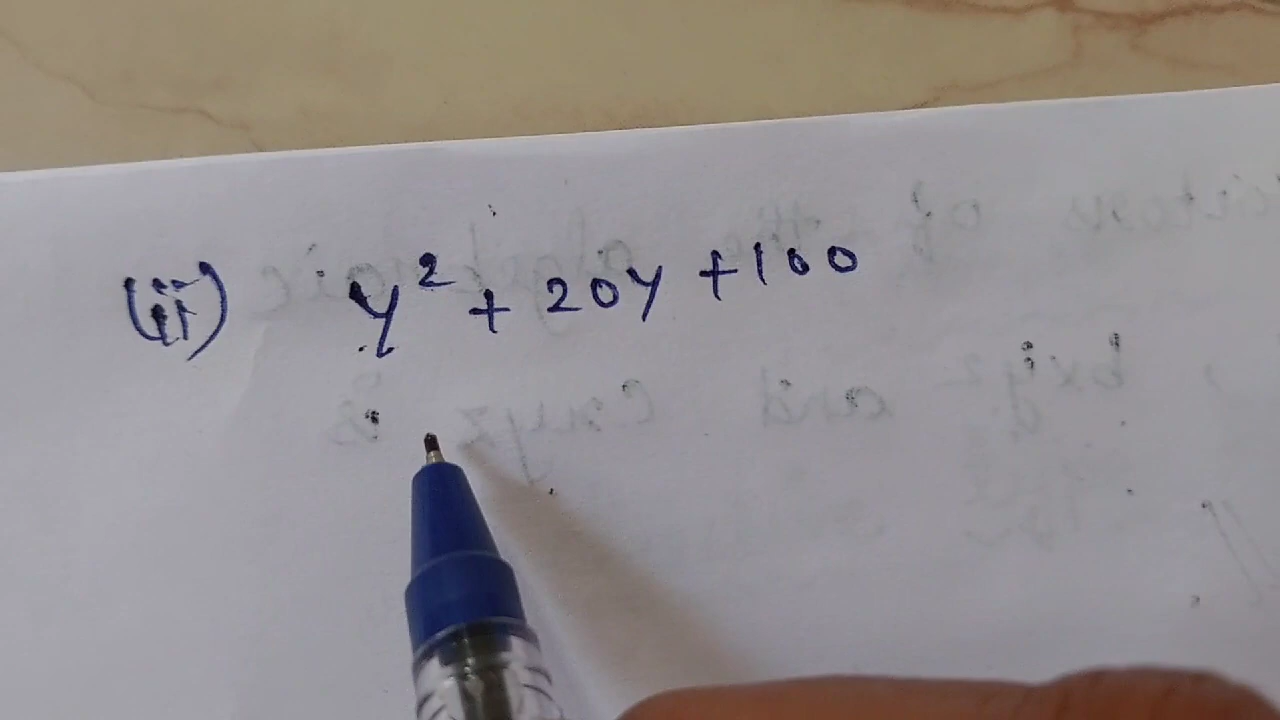 (ii) y² + 20y + 100